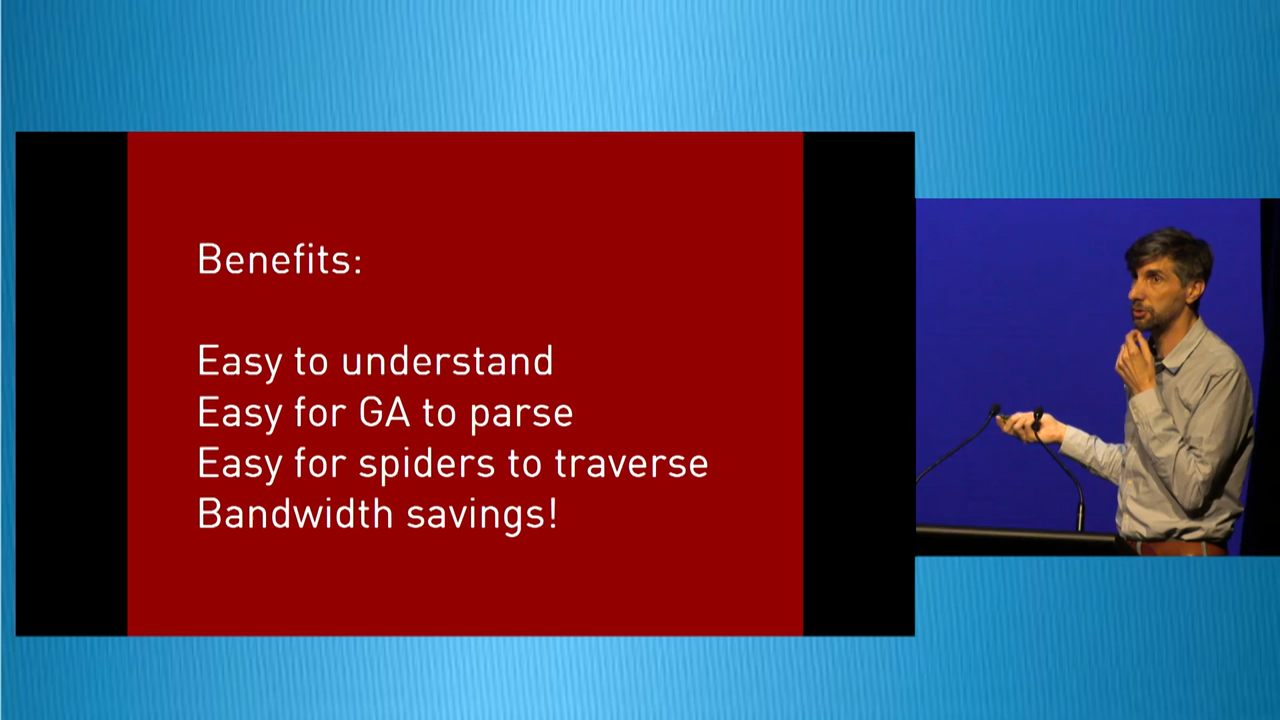 Benefits:
Easy to understand
Easy for GA to parse
Easy for spiders to traverse
Bandwidth savings!